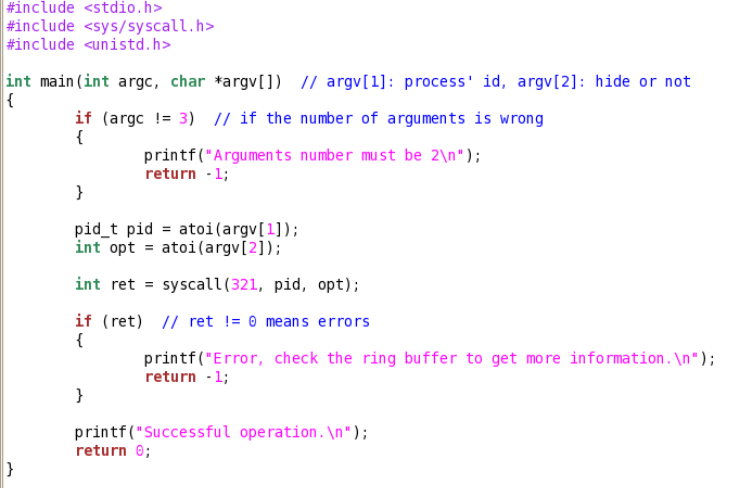 #include <stdio.h>
#include <sys/syscall.h>
#include <unistd.h>

int main(int argc, char *argv[])  // argv[1]: process' id, argv[2]: hide or not
{
        if (argc != 3)  // if the number of arguments is wrong
        {
                printf("Arguments number must be 2\n");
                return -1;
        }

        pid_t pid = atoi(argv[1]);
        int opt = atoi(argv[2]);

        int ret = syscall(321, pid, opt);

        if (ret)  // ret != 0 means errors
        {
                printf("Error, check the ring buffer to get more information.\n");
                return -1;
        }

        printf("Successful operation.\n");
        return 0;
}